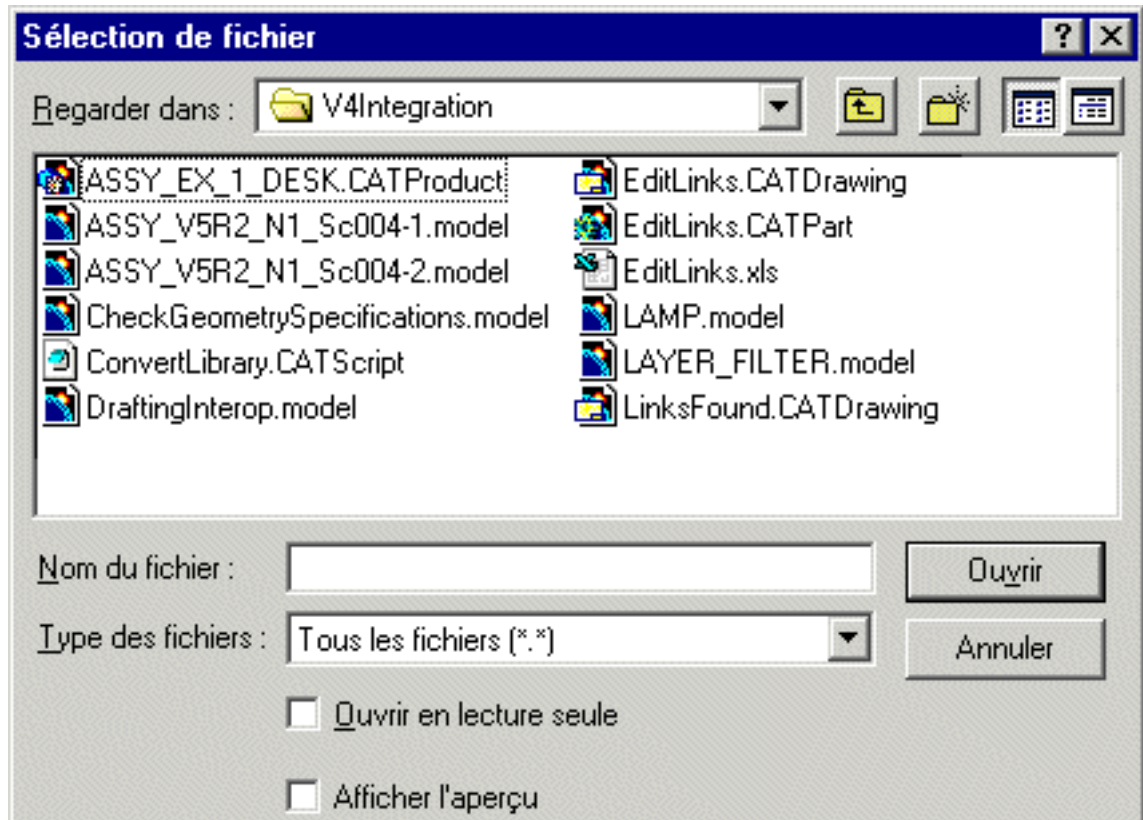 Sélection de fichier
Regarder dans : V4Integration
ASSY_EX_1_DESK.CATProduct
ASSY_V5R2_N1_Sc004-1.model
ASSY_V5R2_N1_Sc004-2.model
CheckGeometrySpecifications.model
ConvertLibrary.CATScript
DraftingInterop.model
EditLinks.CATDrawing
EditLinks.CATPart
EditLinks.xls
LAMP.model
LAYER_FILTER.model
LinksFound.CATDrawing
Nom du fichier :
Ouvrir
Type des fichiers : Tous les fichiers (*.*)
Annuler
Ouvrir en lecture seule
Afficher l'aperçu